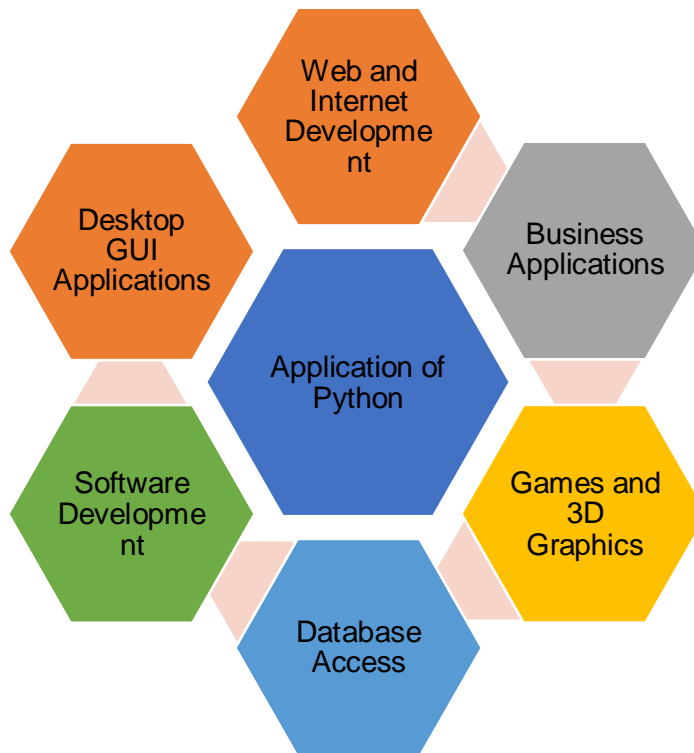 Web and
Internet
Developme
nt
Desktop
GUI
Applications
Business
Applications
Application of
Python
Software
Developme
nt
Games and
3D
Graphics
Database
Access